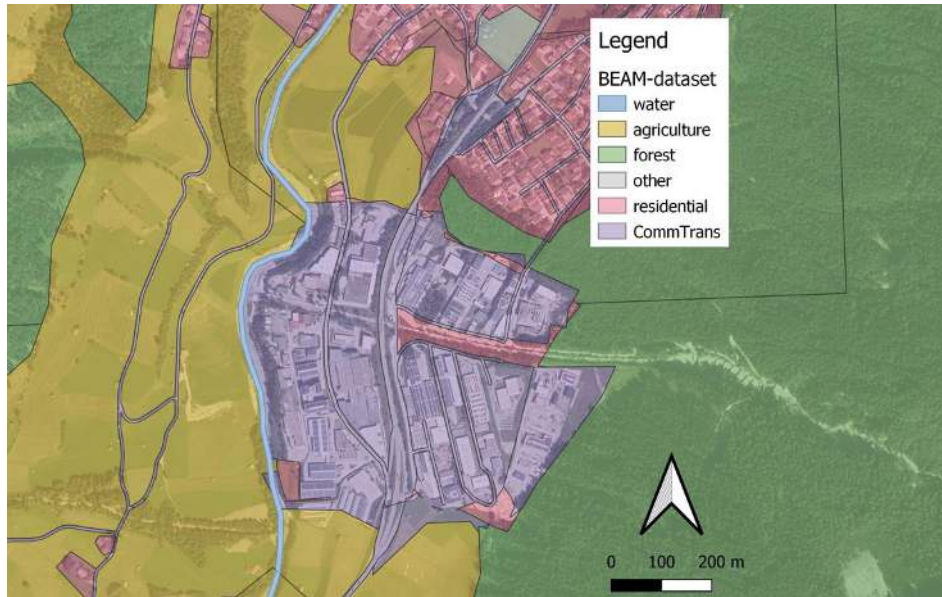 Legend
BEAM-dataset
water
agriculture
forest
other
residential
CommTrans
0 100 200 m